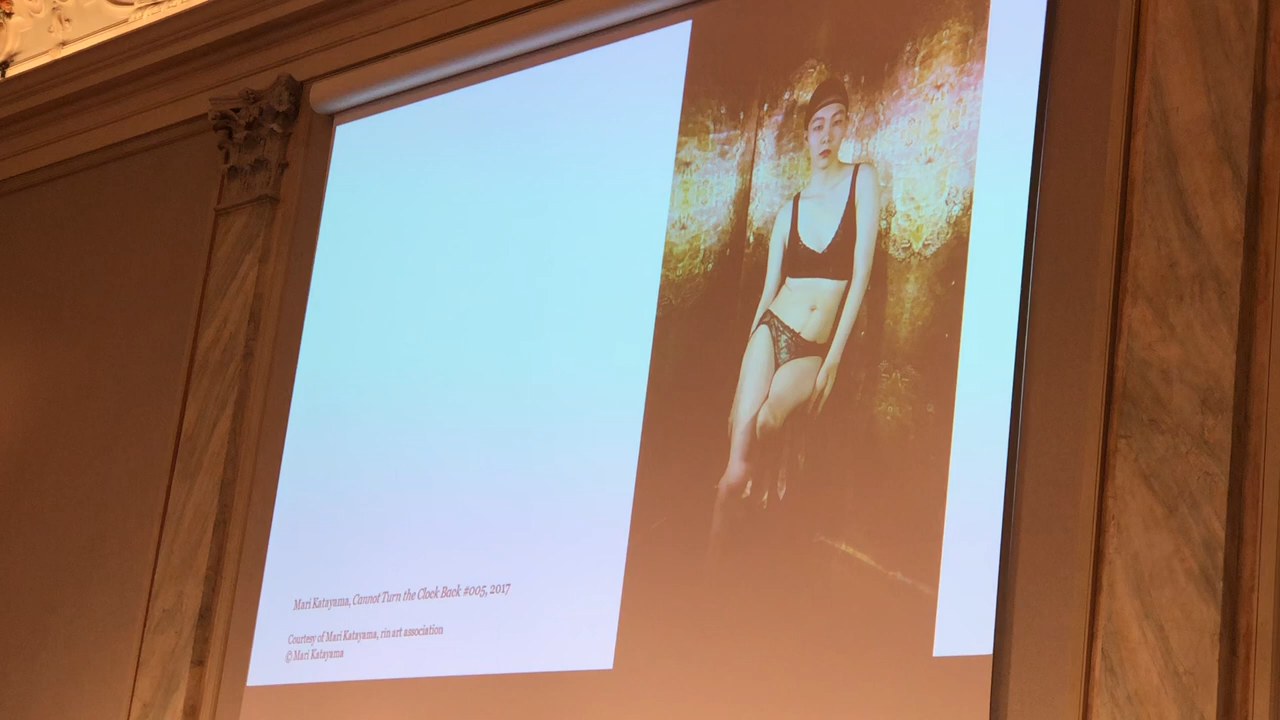 Mari Katayama, Cannot Turn the Clock Back #005, 2017
Courtesy of Mari Katayama, rin art association
© Mari Katayama